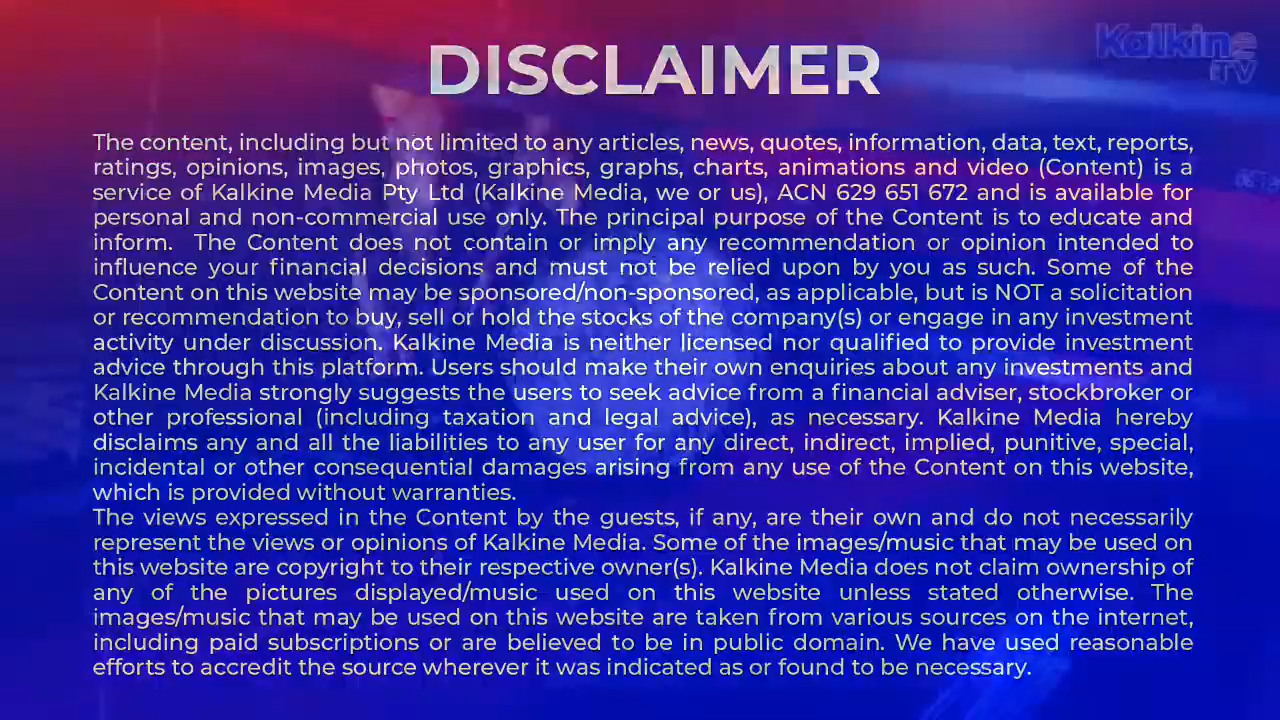 Kalkine
TV
DISCLAIMER
The content, including but not limited to any articles, news, quotes, information, data, text, reports,
ratings, opinions, images, photos, graphics, graphs, charts, animations and video (Content) is a
service of Kalkine Media Pty Ltd (Kalkine Media, we or us), ACN 629 651 672 and is available for
personal and non-commercial use only. The principal purpose of the Content is to educate and
inform. The Content does not contain or imply any recommendation or opinion intended to
influence your financial decisions and must not be relied upon by you as such. Some of the
Content on this website may be sponsored/non-sponsored, as applicable, but is NOT a solicitation
or recommendation to buy, sell or hold the stocks of the company(s) or engage in any investment
activity under discussion. Kalkine Media is neither licensed nor qualified to provide investment
advice through this platform. Users should make their own enquiries about any investments and
Kalkine Media strongly suggests the users to seek advice from a financial adviser, stockbroker or
other professional (including taxation and legal advice), as necessary. Kalkine Media hereby
disclaims any and all the liabilities to any user for any direct, indirect, implied, punitive, special,
incidental or other consequential damages arising from any use of the Content on this website,
which is provided without warranties.
The views expressed in the Content by the guests, if any, are their own and do not necessarily
represent the views or opinions of Kalkine Media. Some of the images/music that may be used on
this website are copyright to their respective owner(s). Kalkine Media does not claim ownership of
any of the pictures displayed/music used on this website unless stated otherwise. The
images/music that may be used on this website are taken from various sources on the internet,
including paid subscriptions or are believed to be in public domain. We have used reasonable
efforts to accredit the source wherever it was indicated as or found to be necessary.